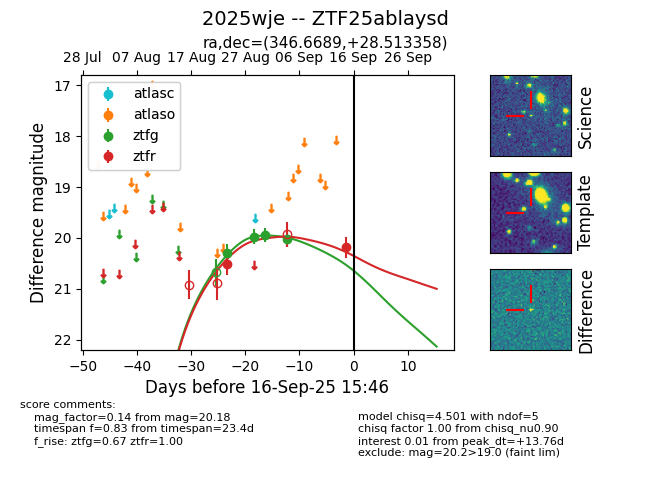 2025wje -- ZTF25ablaysd
ra,dec=(346.6689,+28.513358)
28 Jul 07 Aug 17 Aug 27 Aug 06 Sep 16 Sep 26 Sep
atlasc
atlaso
ztfg
ztfr
17
18
19
20
21
22
Difference magnitude
−50 −40 −30 −20 −10 0 10
Days before 16-Sep-25 15:46
Science
Template
Difference
score comments:
mag_factor=0.14 from mag=20.18
timespan f=0.83 from timespan=23.4d
f_rise: ztfg=0.67 ztfr=1.00
model chisq=4.501 with ndof=5
chisq factor 1.00 from chisq_nu0.90
interest 0.01 from peak_dt=+13.76d
exclude: mag=20.2>19.0 (faint lim)